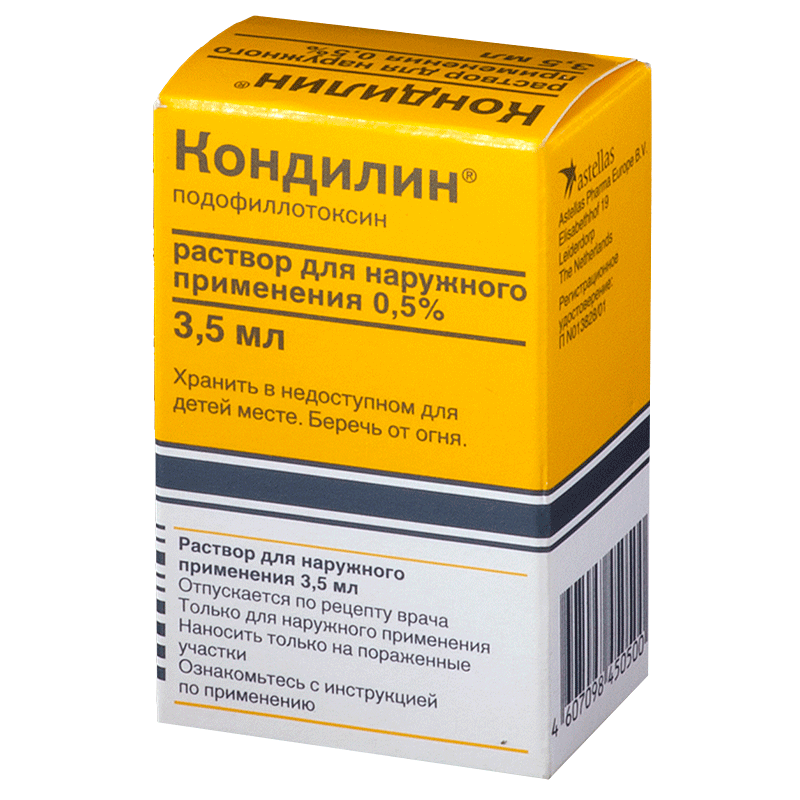 Кондилин®
раствор для наружного
применения 0,5%
3,5 мл
Кондилин®
подофиллотоксин
раствор для наружного
применения 0,5%
3,5 мл
Хранить в недоступном для
детей месте. Беречь от огня.
Раствор для наружного
применения 3,5 мл
Отпускается по рецепту врача
Только для наружного применения
Наносить только на пораженные
участки
Ознакомьтесь с инструкцией
по применению
astellas
Astellas Pharma Europe B.V.
Elisabethhof 19
Leiderdorp
The Netherlands
Регистрационное
удостоверение:
П N013828/01
4 607098 450500